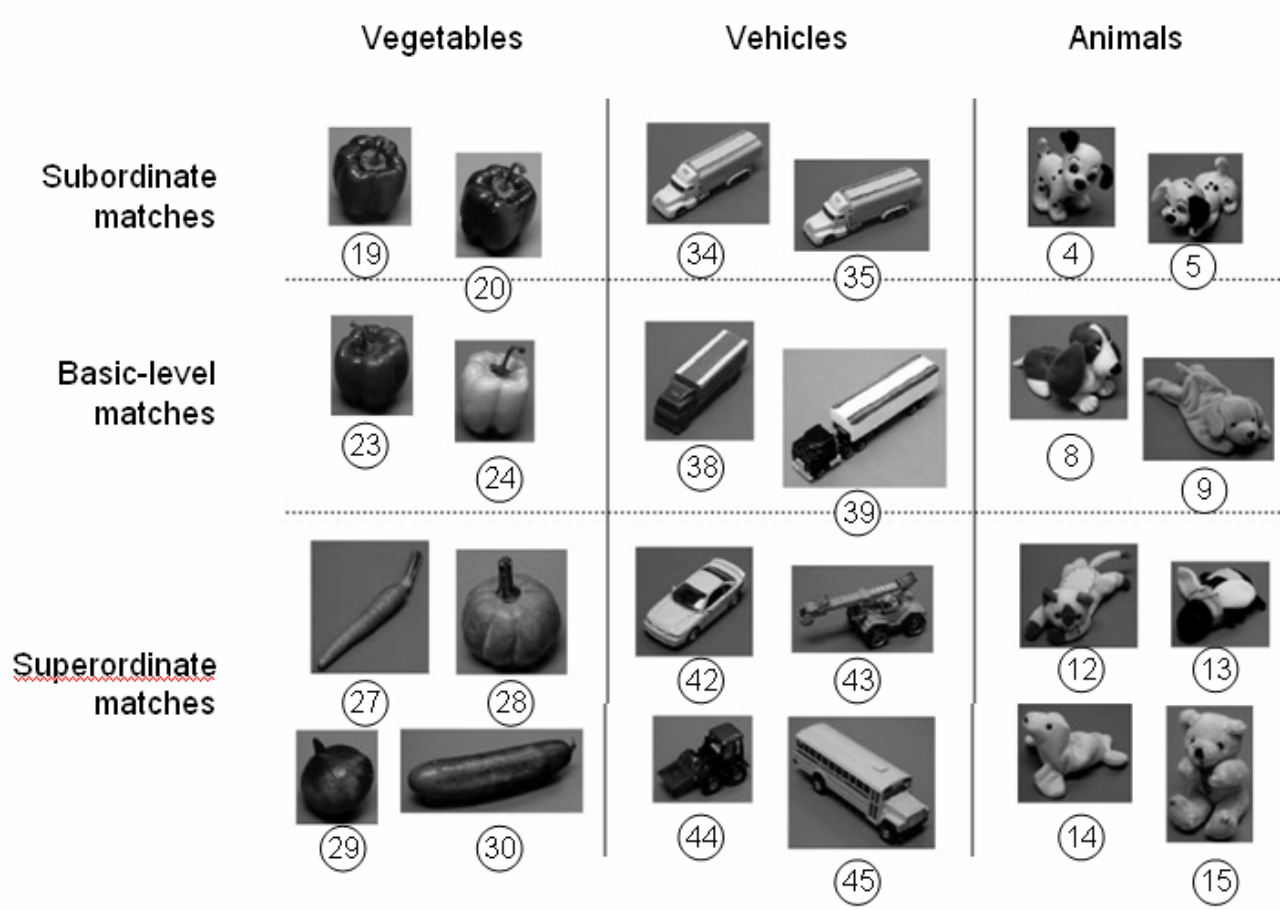 Vegetables Vehicles Animals
Subordinate
matches
19 20 34 35 4 5
Basic-level
matches
23 24 38 39 8 9
Superordinate
matches
27 28 42 43 12 13
29 30 44 45 14 15